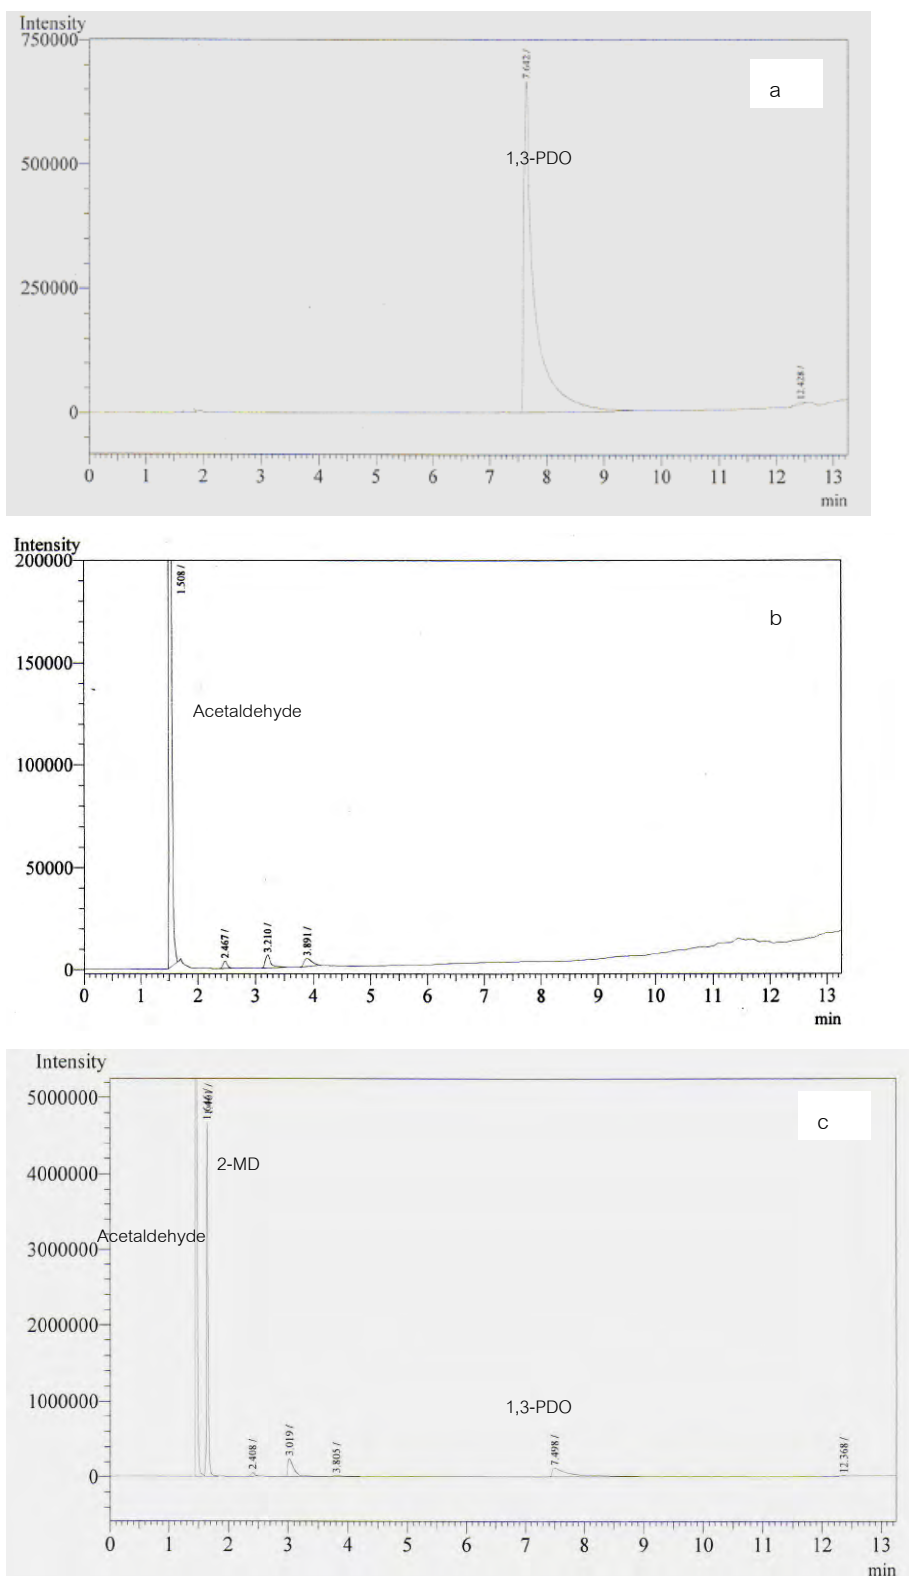 Intensity
750000
7.642 /
a
1,3-PDO
500000
250000
12.428 /
0
0 1 2 3 4 5 6 7 8 9 10 11 12 13
min
Intensity
200000
1.508 /
b
150000
Acetaldehyde
100000
50000
2.467 /
3.210 /
3.891 /
0
0 1 2 3 4 5 6 7 8 9 10 11 12 13
min
Intensity
5000000
c
2-MD
4000000
Acetaldehyde
3000000
2000000
1000000
1,3-PDO
2.408 /
3.019 /
3.805 /
7.498 /
12.368 /
0
0 1 2 3 4 5 6 7 8 9 10 11 12 13
min